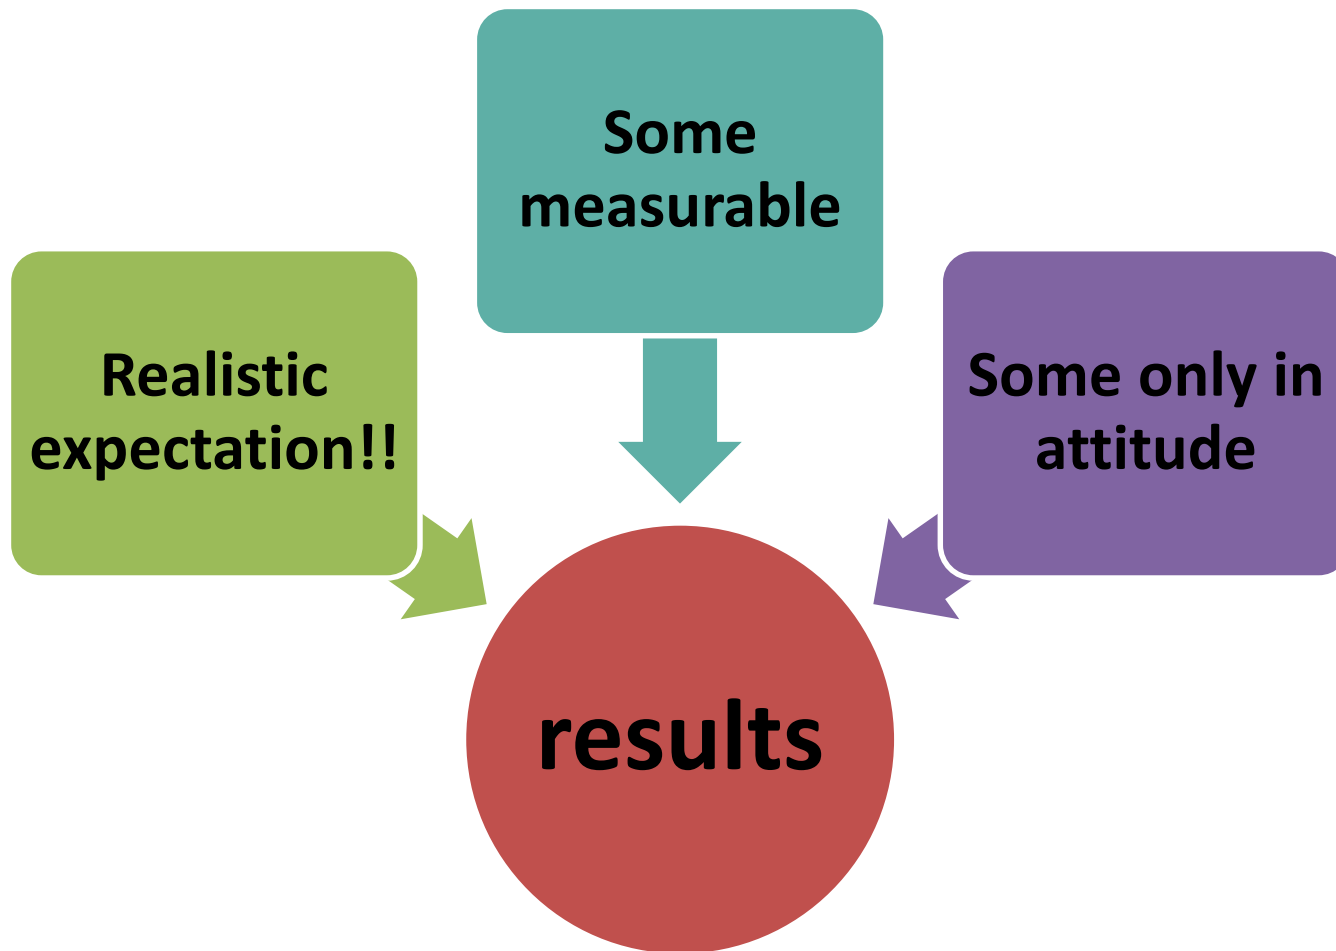 Some
measurable
Realistic
expectation!!
Some only in
attitude
results